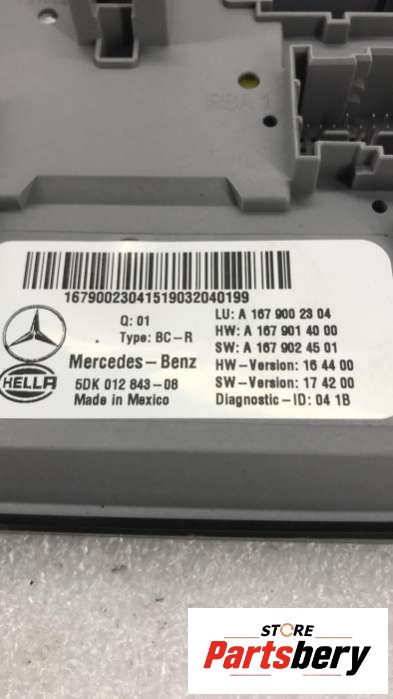 RBA 1
16790023041519032040199
Q: 01
Type: BC-R
Mercedes-Benz
HELLA
5DK 012 843-08
Made in Mexico
LU: A 167 900 23 04
HW: A 167 901 40 00
SW: A 167 902 45 01
HW-Version: 16 44 00
SW-Version: 17 42 00
Diagnostic-ID: 04 1B
STORE
Partsbery